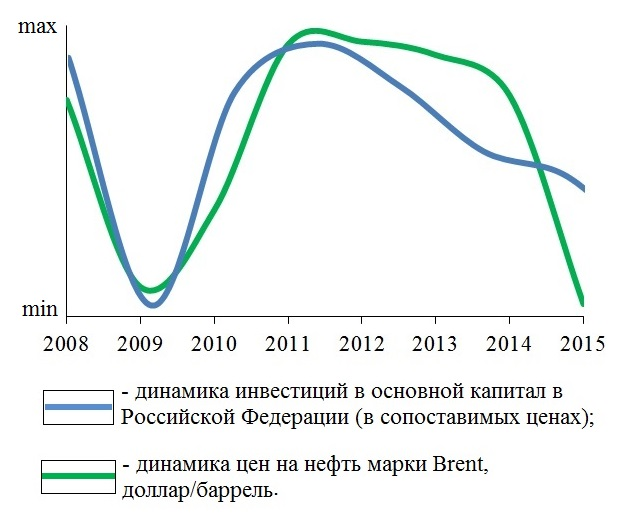 max
min
2008 2009 2010 2011 2012 2013 2014 2015
- динамика инвестиций в основной капитал в
Российской Федерации (в сопоставимых ценах);
- динамика цен на нефть марки Brent,
доллар/баррель.